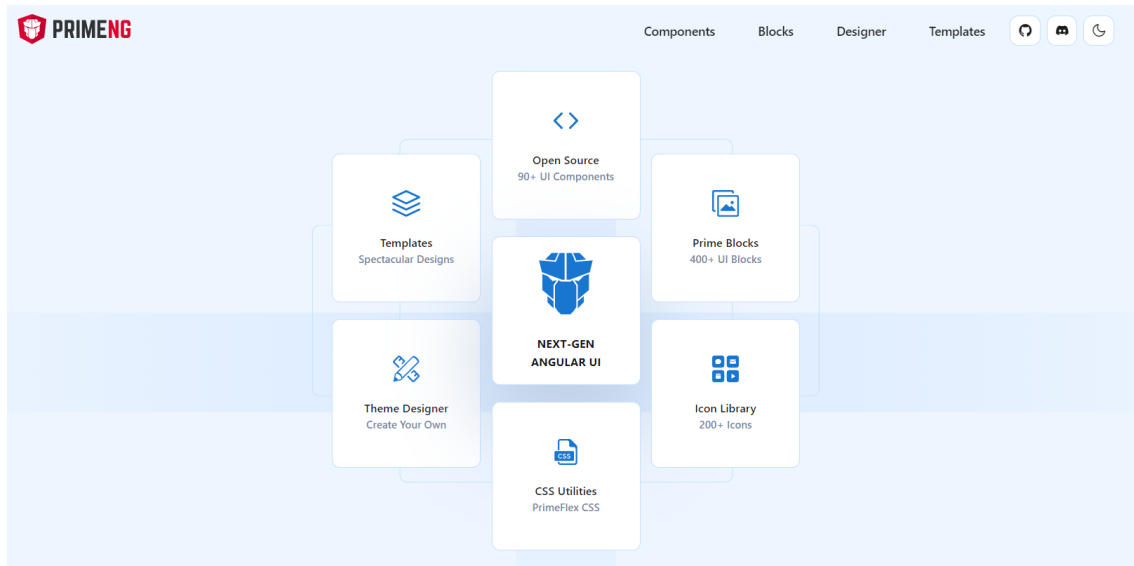 PRIMENG
Components Blocks Designer Templates
Open Source
90+ UI Components
Templates
Spectacular Designs
Prime Blocks
400+ UI Blocks
NEXT-GEN
ANGULAR UI
Theme Designer
Create Your Own
Icon Library
200+ Icons
CSS
CSS Utilities
PrimeFlex CSS